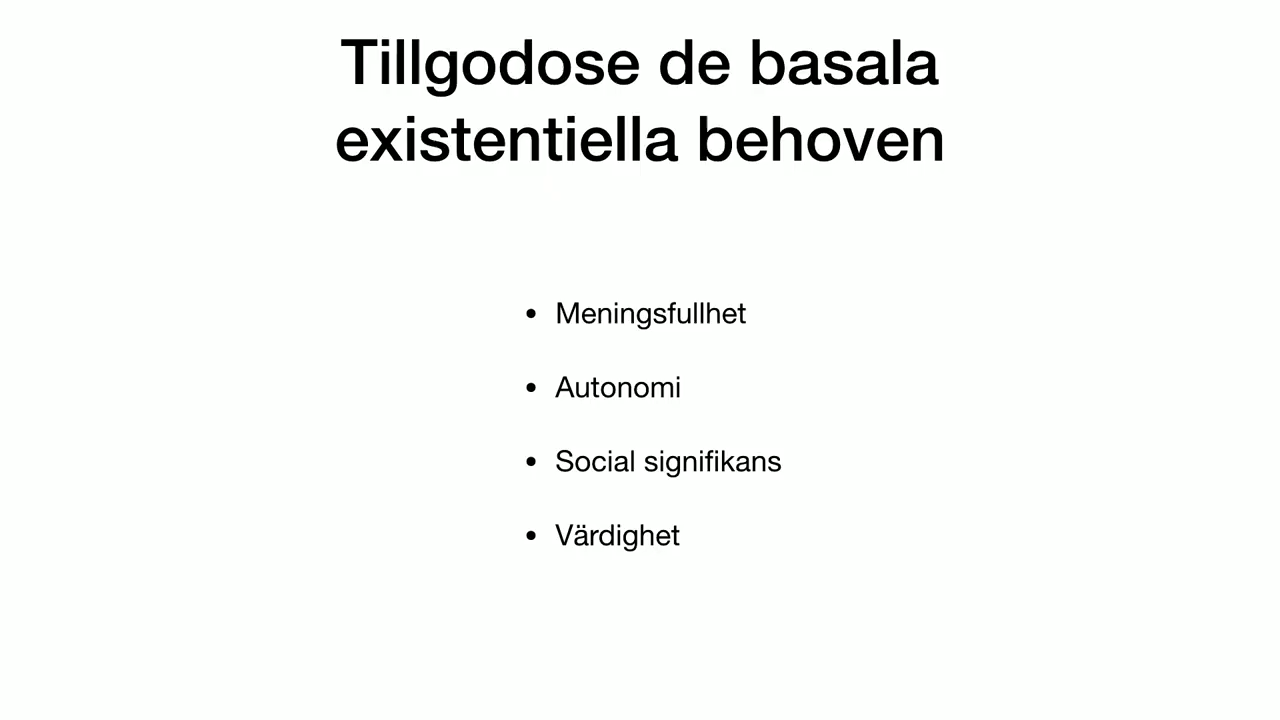 Tillgodose de basala
existentiella behoven
• Meningsfullhet
• Autonomi
• Social signifikans
• Värdighet